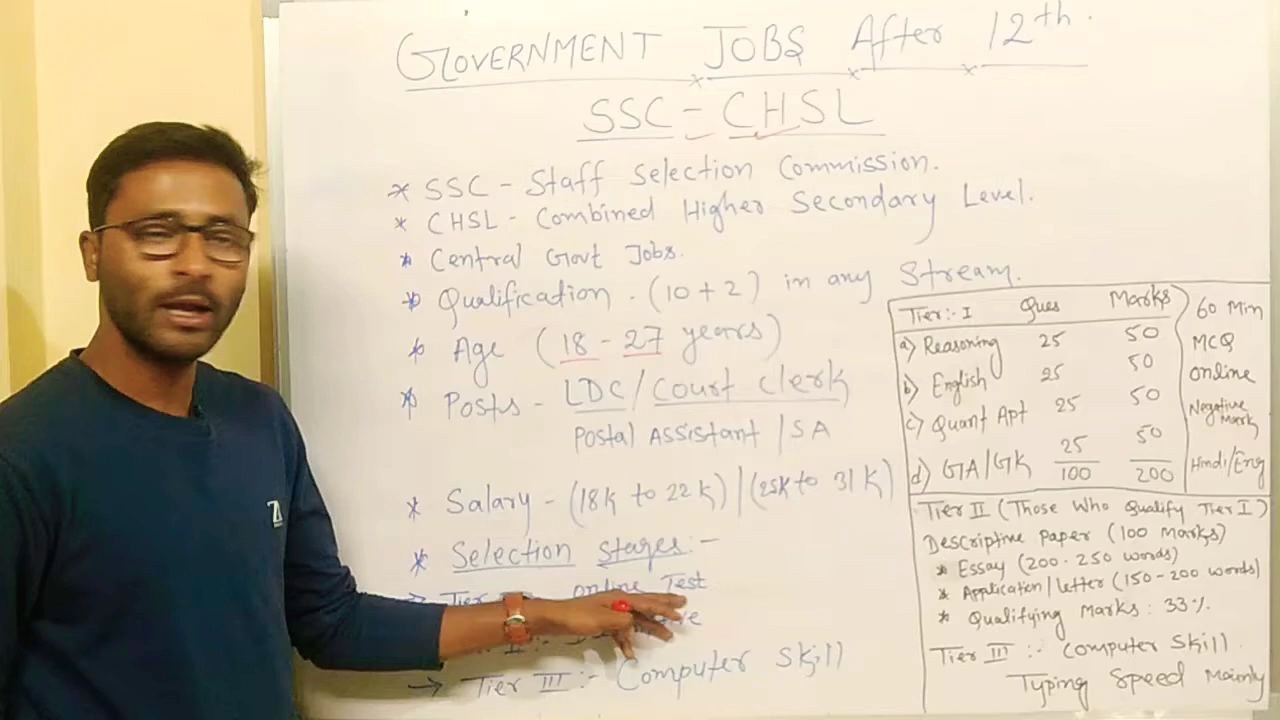 GOVERNMENT JOBS After 12th.
SSC - CHSL
* SSC - Staff Selection Commission.
* CHSL - Combined Higher Secondary Level.
* Central Govt Jobs.
* Qualification. (10+2) in any Stream.
* Age (18 - 27 years)
* Posts - LDC / Court Clerk
Postal Assistant / SA
* Salary - (18K to 22K) | (25K to 31K)
* Selection Stages:-
online Test
→ Tier III :- Computer Skill
Tier:- I Ques Marks
a) Reasoning 25 50
b) English 25 50
c) Quant Apt 25 50
d) GA/GK 25 50
100 200
60 Min
MCQ
online
Negative
Mark
Hindi/Eng
Tier II (Those Who Qualify Tier I)
Descriptive Paper (100 Marks)
* Essay (200-250 words)
* Application/letter (150-200 words)
* Qualifying Marks: 33%.
Tier III :- Computer Skill.
Typing Speed Mainly